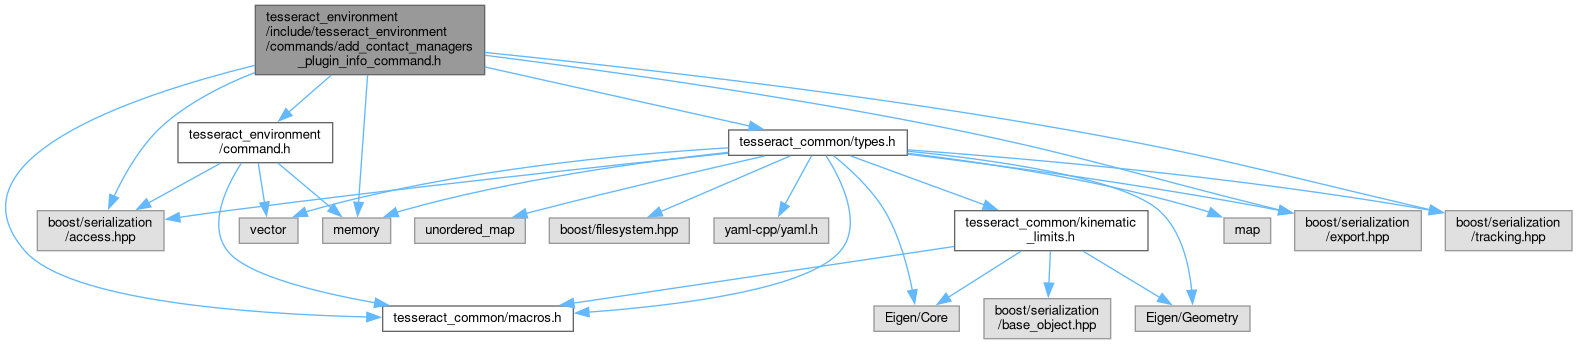 tesseract_environment
/include/tesseract_environment
/commands/add_contact_managers
_plugin_info_command.h
tesseract_environment
/command.h
tesseract_common/types.h
boost/serialization
/access.hpp
vector
memory
unordered_map
boost/filesystem.hpp
yaml-cpp/yaml.h
tesseract_common/kinematic
_limits.h
map
boost/serialization
/export.hpp
boost/serialization
/tracking.hpp
tesseract_common/macros.h
Eigen/Core
boost/serialization
/base_object.hpp
Eigen/Geometry